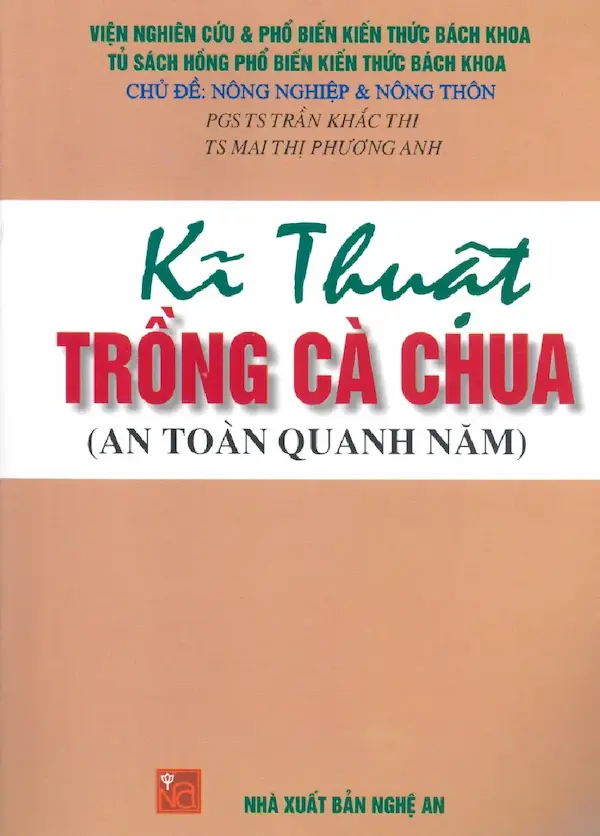 VIỆN NGHIÊN CỨU & PHỔ BIẾN KIẾN THỨC BÁCH KHOA
TỦ SÁCH HỒNG PHỔ BIẾN KIẾN THỨC BÁCH KHOA
CHỦ ĐỀ: NÔNG NGHIỆP & NÔNG THÔN
PGS TS TRẦN KHẮC THI
TS MAI THỊ PHƯƠNG ANH
Kĩ Thuật
TRỒNG CÀ CHUA
(AN TOÀN QUANH NĂM)
Na
NHÀ XUẤT BẢN NGHỆ AN